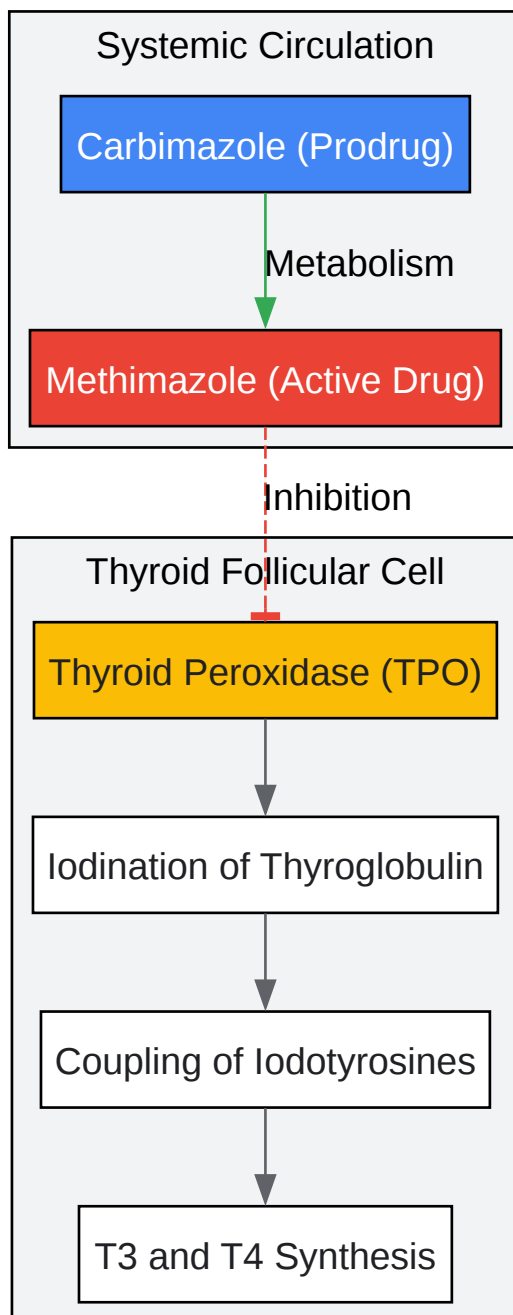 Systemic Circulation
Carbimazole (Prodrug)
Metabolism
Methimazole (Active Drug)
Inhibition
Thyroid Follicular Cell
Thyroid Peroxidase (TPO)
Iodination of Thyroglobulin
Coupling of Iodotyrosines
T3 and T4 Synthesis